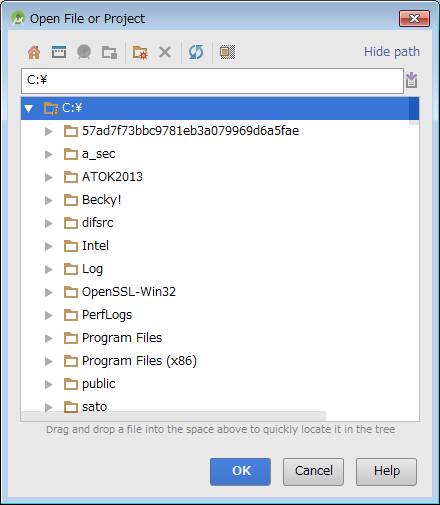 Open File or Project
Hide path
C:¥
C:¥
57ad7f73bbc9781eb3a079969d6a5fae
a_sec
ATOK2013
Becky!
difsrc
Intel
Log
OpenSSL-Win32
PerfLogs
Program Files
Program Files (x86)
public
sato
Drag and drop a file into the space above to quickly locate it in the tree
OK
Cancel
Help